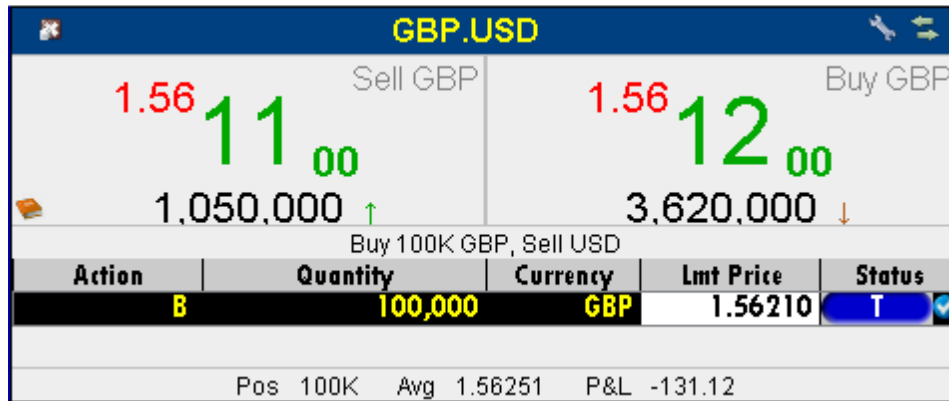 GBP.USD
Sell GBP
1.56 11 00
1,050,000 ↑
Buy GBP
1.56 12 00
3,620,000 ↓
Buy 100K GBP, Sell USD
Action Quantity Currency Lmt Price Status
B 100,000 GBP 1.56210 T
Pos 100K Avg 1.56251 P&L -131.12